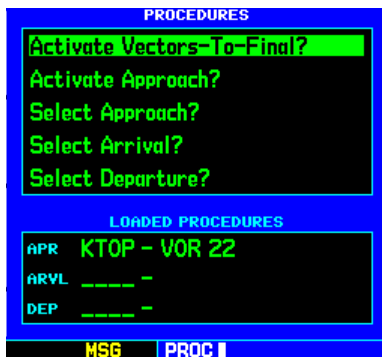 PROCEDURES
Activate Vectors-To-Final?
Activate Approach?
Select Approach?
Select Arrival?
Select Departure?
LOADED PROCEDURES
APR KTOP - VOR 22
ARVL ____ -
DEP ____ -
MSG PROC